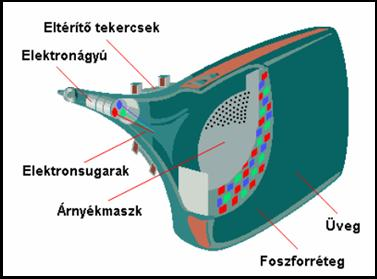 Eltérítő tekercsek
Elektronágyú
Elektronsugarak
Árnyékmaszk
Üveg
Foszforréteg